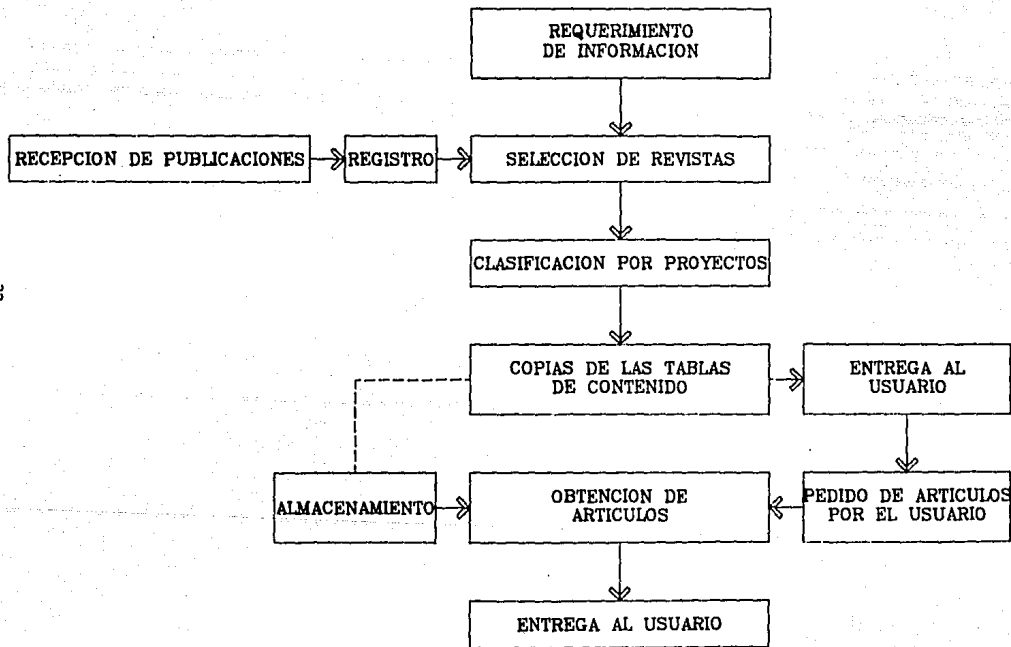 REQUERIMIENTO
DE INFORMACION
RECEPCION DE PUBLICACIONES
REGISTRO
SELECCION DE REVISTAS
CLASIFICACION POR PROYECTOS
COPIAS DE LAS TABLAS
DE CONTENIDO
ENTREGA AL
USUARIO
ALMACENAMIENTO
OBTENCION DE
ARTICULOS
PEDIDO DE ARTICULOS
POR EL USUARIO
ENTREGA AL USUARIO